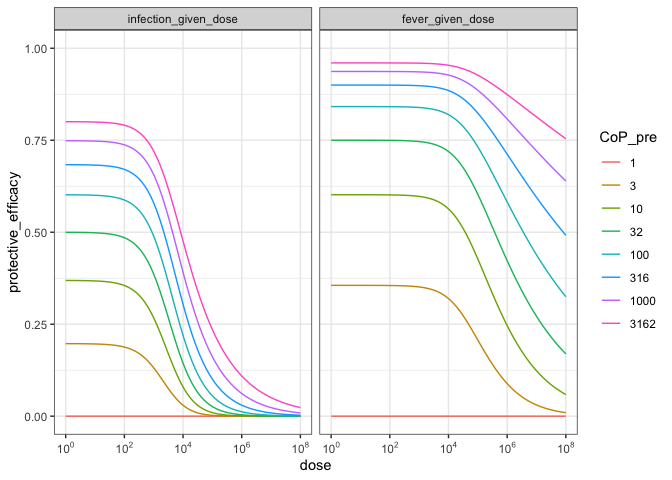 infection_given_dose fever_given_dose
1.00
0.75
0.50
0.25
0.00
protective_efficacy
10⁰ 10² 10⁴ 10⁶ 10⁸ 10⁰ 10² 10⁴ 10⁶ 10⁸
dose
CoP_pre
1
3
10
32
100
316
1000
3162